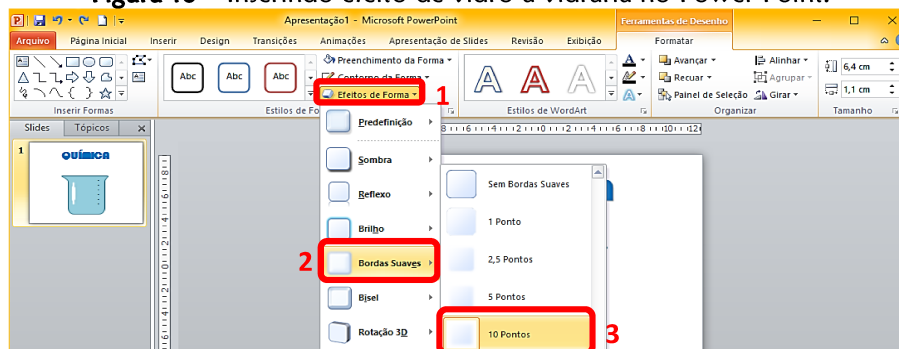 Figura 18 – Inserindo efeito de vidro a vidraria no Power Point.
Apresentação1 - Microsoft PowerPoint
Ferramentas de Desenho
Arquivo Página Inicial Inserir Design Transições Animações Apresentação de Slides Revisão Exibição Formatar
Abc Abc Abc
Preenchimento da Forma
Contorno da Forma
Efeitos de Forma
1
A A A
A
Avançar
Recuar
Painel de Seleção
Alinhar
Agrupar
Girar
6,4 cm
1,1 cm
Inserir Formas Estilos de Fo Estilos de WordArt Organizar Tamanho
Slides Tópicos
1
QUÍMICA
Predefinição
Sombra
Reflexo
Brilho
2
Bordas Suaves
Bisel
Rotação 3D
Sem Bordas Suaves
1 Ponto
2,5 Pontos
5 Pontos
10 Pontos
3